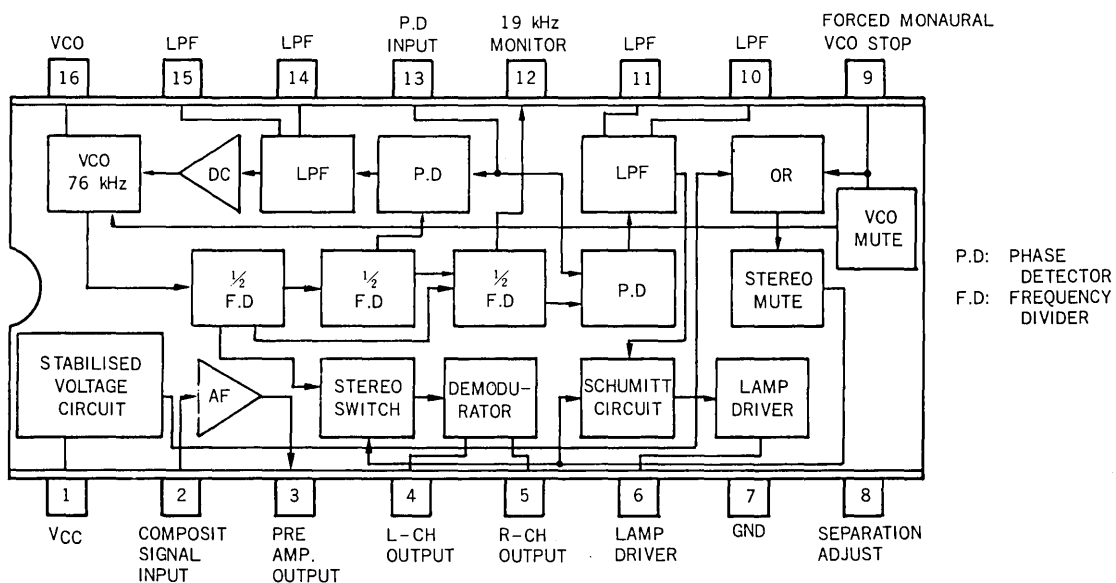 VCO
LPF
LPF
P.D
INPUT
19 kHz
MONITOR
LPF
LPF
FORCED MONAURAL
VCO STOP
16
15
14
13
12
11
10
9
VCO
76 kHz
DC
LPF
P.D
LPF
OR
VCO
MUTE
½
F.D
½
F.D
½
F.D
P.D
STEREO
MUTE
P.D: PHASE
DETECTOR
F.D: FREQUENCY
DIVIDER
STABILISED
VOLTAGE
CIRCUIT
AF
STEREO
SWITCH
DEMODU-
RATOR
SCHUMITT
CIRCUIT
LAMP
DRIVER
1
2
3
4
5
6
7
8
VCC
COMPOSIT
SIGNAL
INPUT
PRE
AMP.
OUTPUT
L-CH
OUTPUT
R-CH
OUTPUT
LAMP
DRIVER
GND
SEPARATION
ADJUST